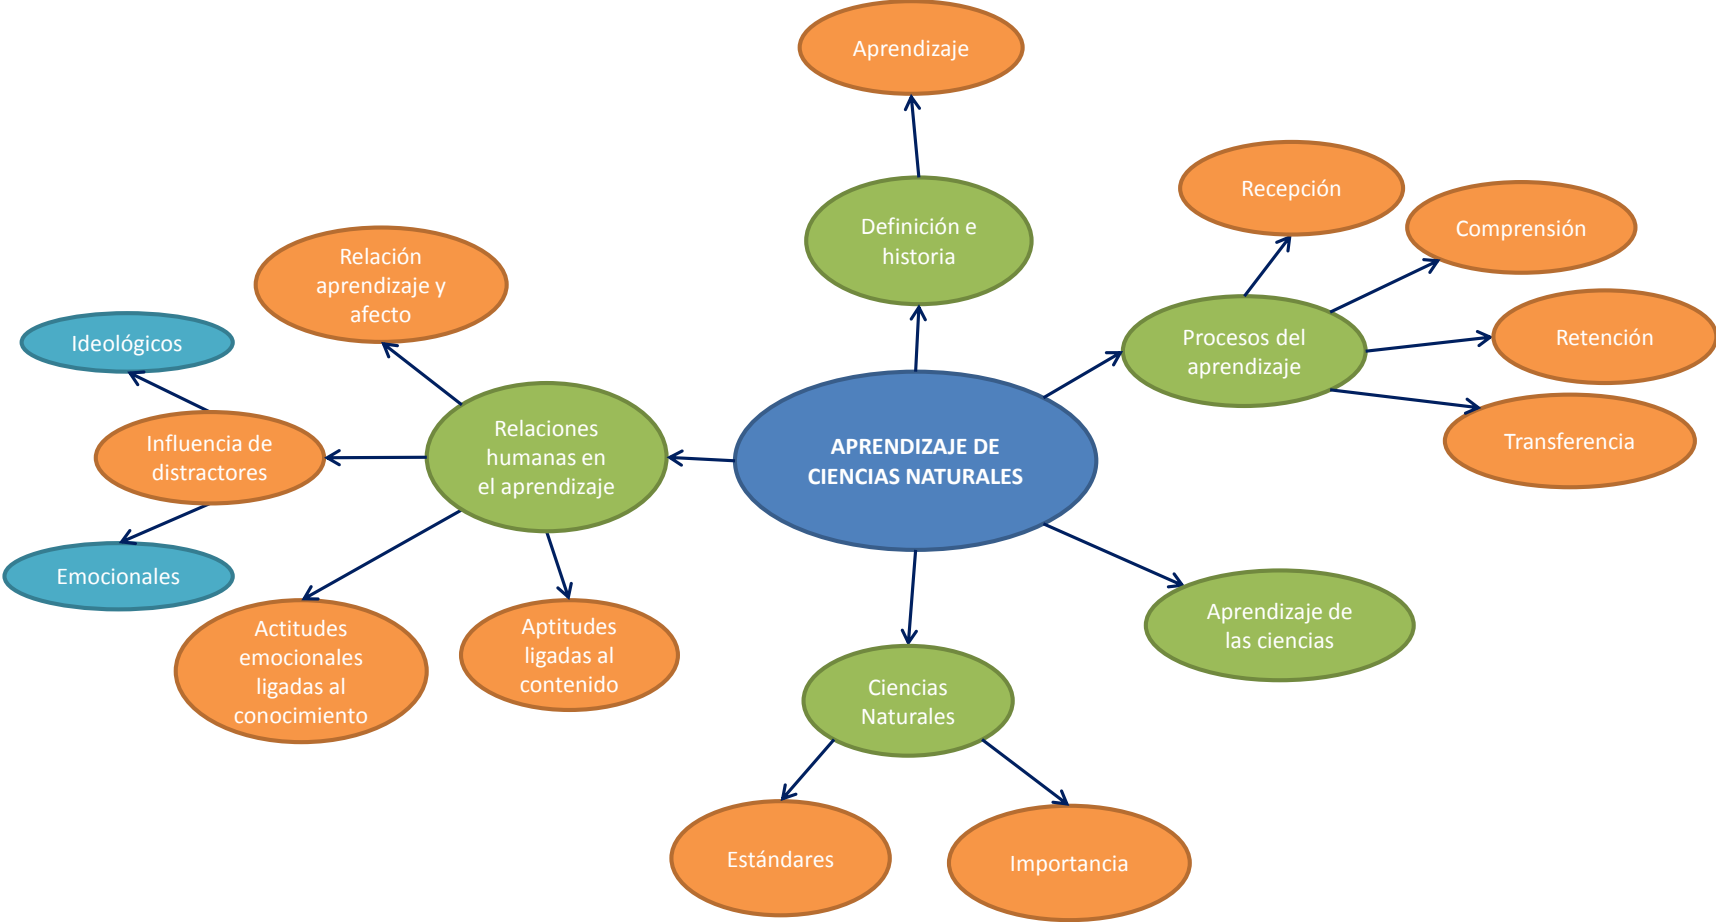 Aprendizaje
Definición e
historia
Recepción
Comprensión
Retención
Transferencia
Procesos del
aprendizaje
Relación
aprendizaje y
afecto
Ideológicos
Influencia de
distractores
Emocionales
Relaciones
humanas en
el aprendizaje
APRENDIZAJE DE
CIENCIAS NATURALES
Actitudes
emocionales
ligadas al
conocimiento
Aptitudes
ligadas al
contenido
Aprendizaje de
las ciencias
Ciencias
Naturales
Estándares
Importancia